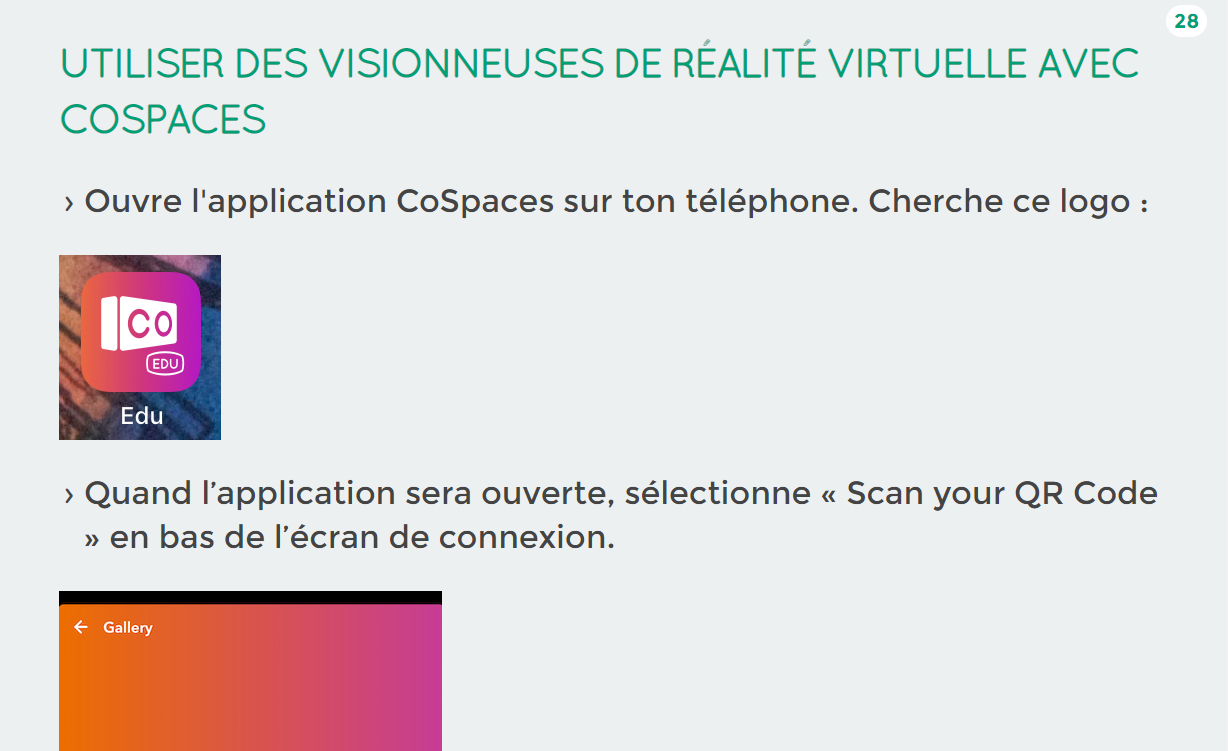 28
UTILISER DES VISIONNEUSES DE RÉALITÉ VIRTUELLE AVEC
COSPACES
› Ouvre l'application CoSpaces sur ton téléphone. Cherche ce logo :
CO
EDU
Edu
› Quand l’application sera ouverte, sélectionne « Scan your QR Code
» en bas de l’écran de connexion.
← Gallery